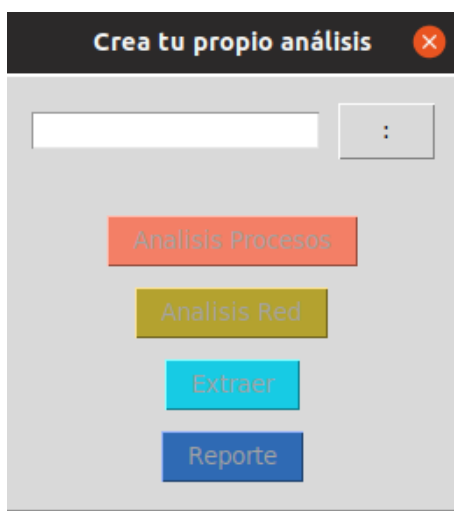 Crea tu propio análisis
:
Analisis Procesos
Analisis Red
Extraer
Reporte